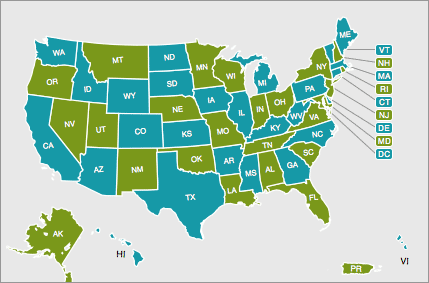 WA
MT
ND
MN
ME
VT
NH
MA
RI
CT
NJ
DE
MD
DC
OR
ID
WY
SD
WI
MI
NY
NV
UT
CO
NE
IA
IL
IN
OH
PA
CA
KS
MO
KY
WV
VA
AZ
NM
OK
AR
TN
NC
SC
TX
LA
MS
AL
GA
FL
AK
HI
PR
VI